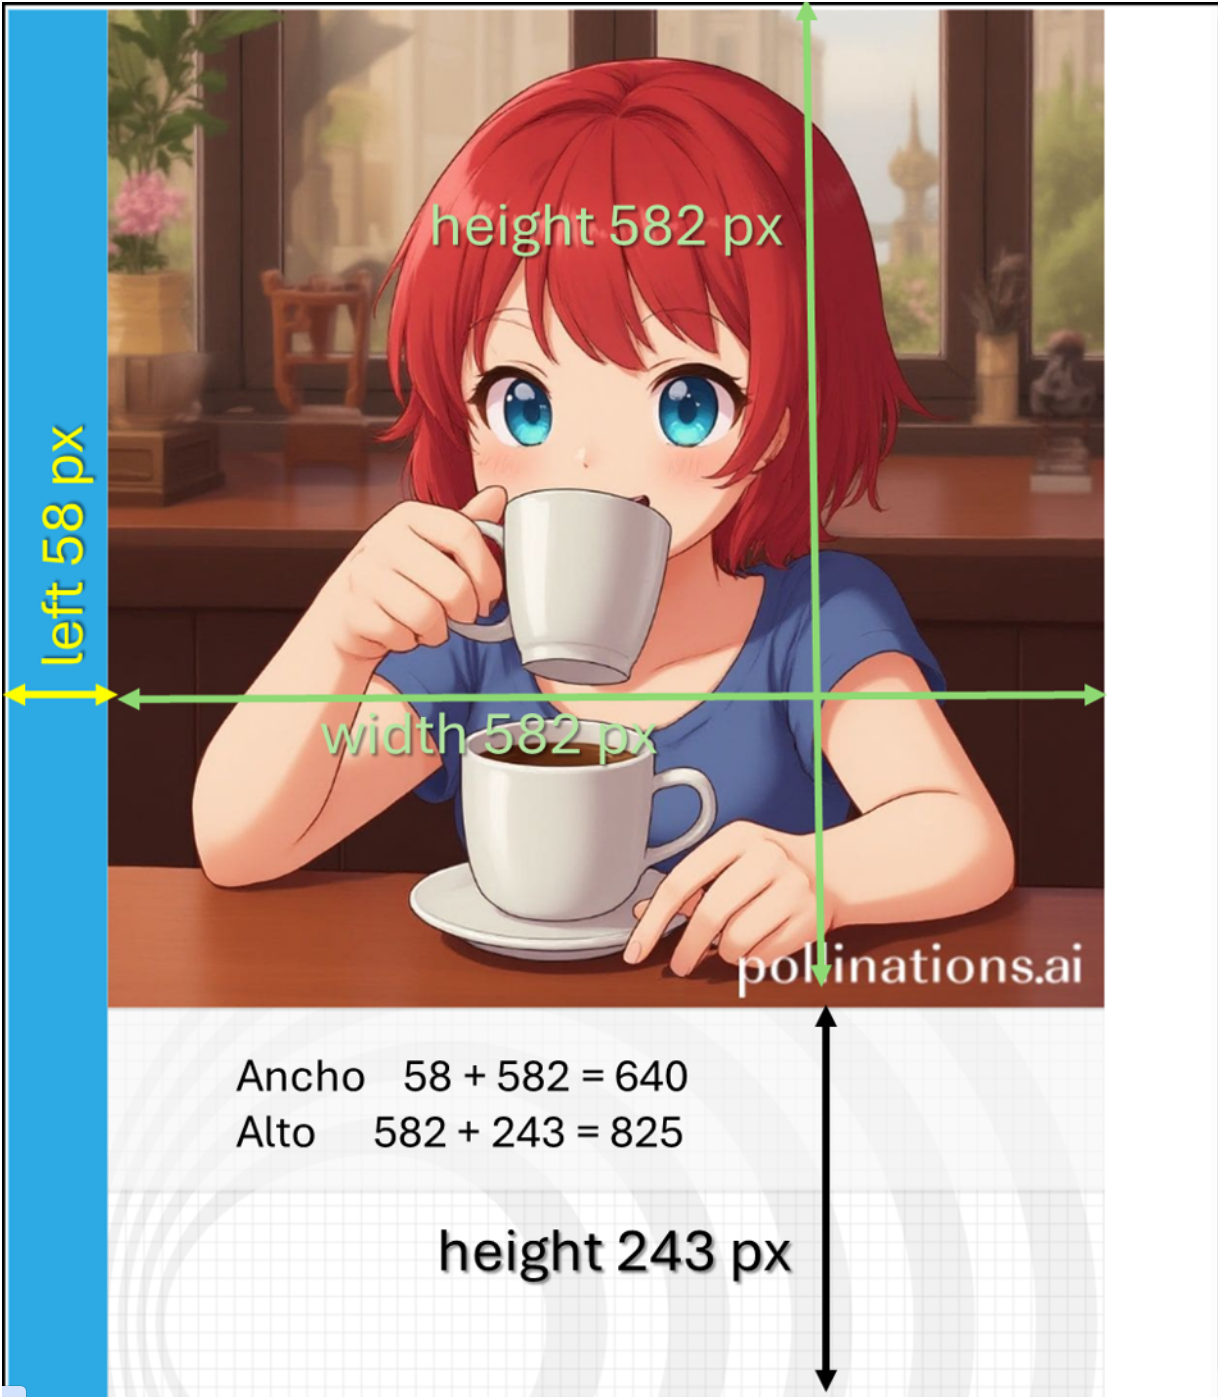 height 582 px
left 58 px
width 582 px
pollinations.ai
Ancho 58 + 582 = 640
Alto 582 + 243 = 825
height 243 px